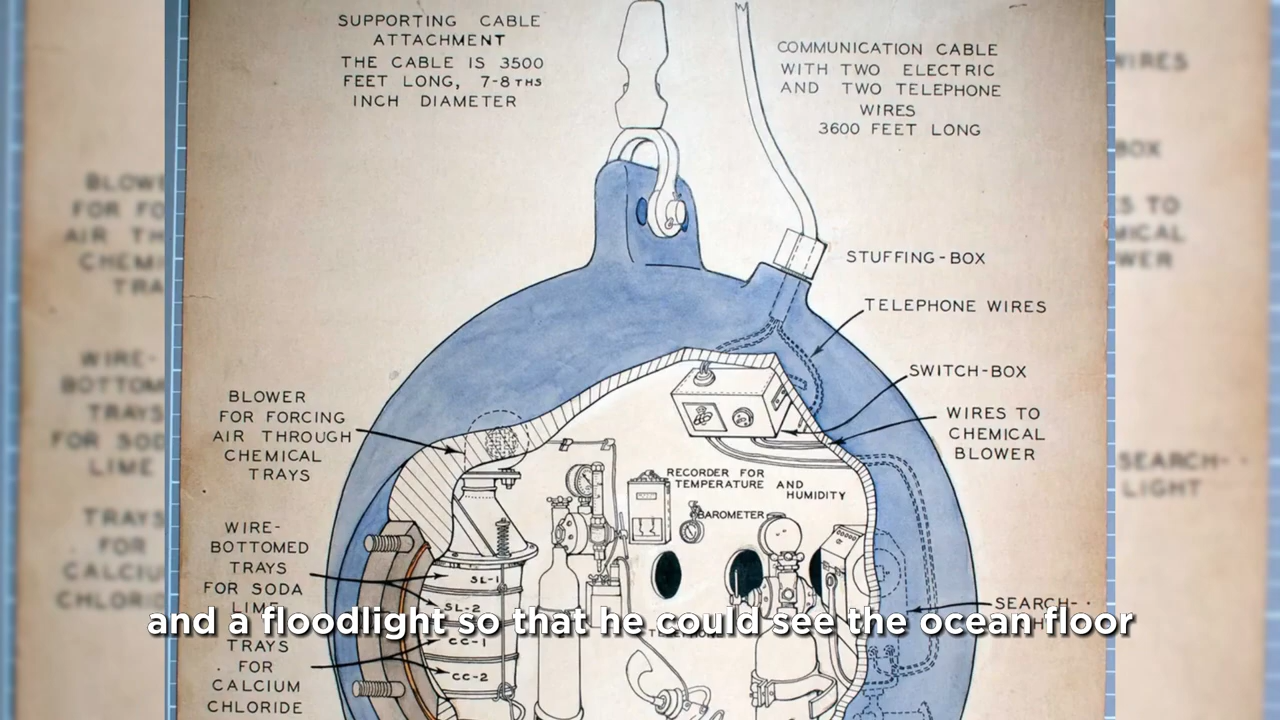 SUPPORTING CABLE
ATTACHMENT
THE CABLE IS 3500
FEET LONG, 7-8THS
INCH DIAMETER
COMMUNICATION CABLE
WITH TWO ELECTRIC
AND TWO TELEPHONE
WIRES
3600 FEET LONG
STUFFING-BOX
TELEPHONE WIRES
SWITCH-BOX
WIRES TO
CHEMICAL
BLOWER
BLOWER
FOR FORCING
AIR THROUGH
CHEMICAL
TRAYS
RECORDER FOR
TEMPERATURE AND
HUMIDITY
BAROMETER
WIRE-
BOTTOMED
TRAYS
FOR SODA
LIME
SL-1
SL-2
CC-1
CC-2
SEARCH-
TRAYS
FOR
CALCIUM
CHLORIDE
and a floodlight so that he could see the ocean floor